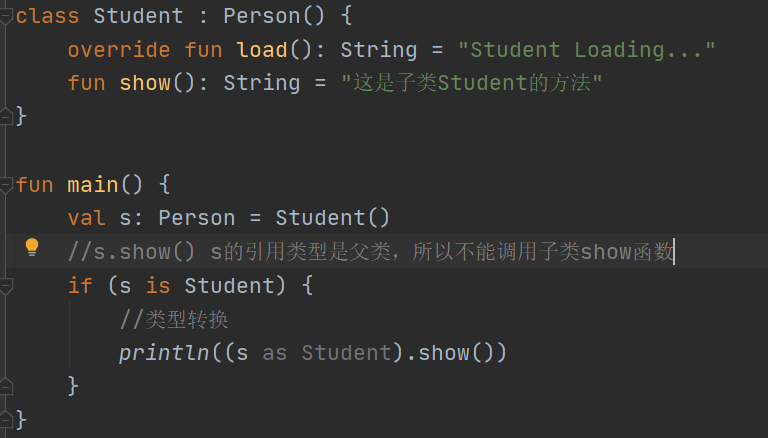 class Student : Person() {
override fun load(): String = "Student Loading..."
fun show(): String = "这是子类Student的方法"
}
fun main() {
val s: Person = Student()
//s.show() s的引用类型是父类，所以不能调用子类show函数
if (s is Student) {
//类型转换
println((s as Student).show())
}
}